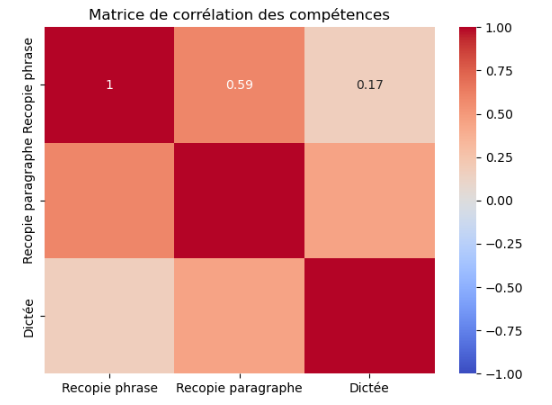 Matrice de corrélation des compétences
Recopie phrase
1 0.59 0.17
Recopie paragraphe
Dictée
Recopie phrase Recopie paragraphe Dictée
1.00
0.75
0.50
0.25
0.00
−0.25
−0.50
−0.75
−1.00